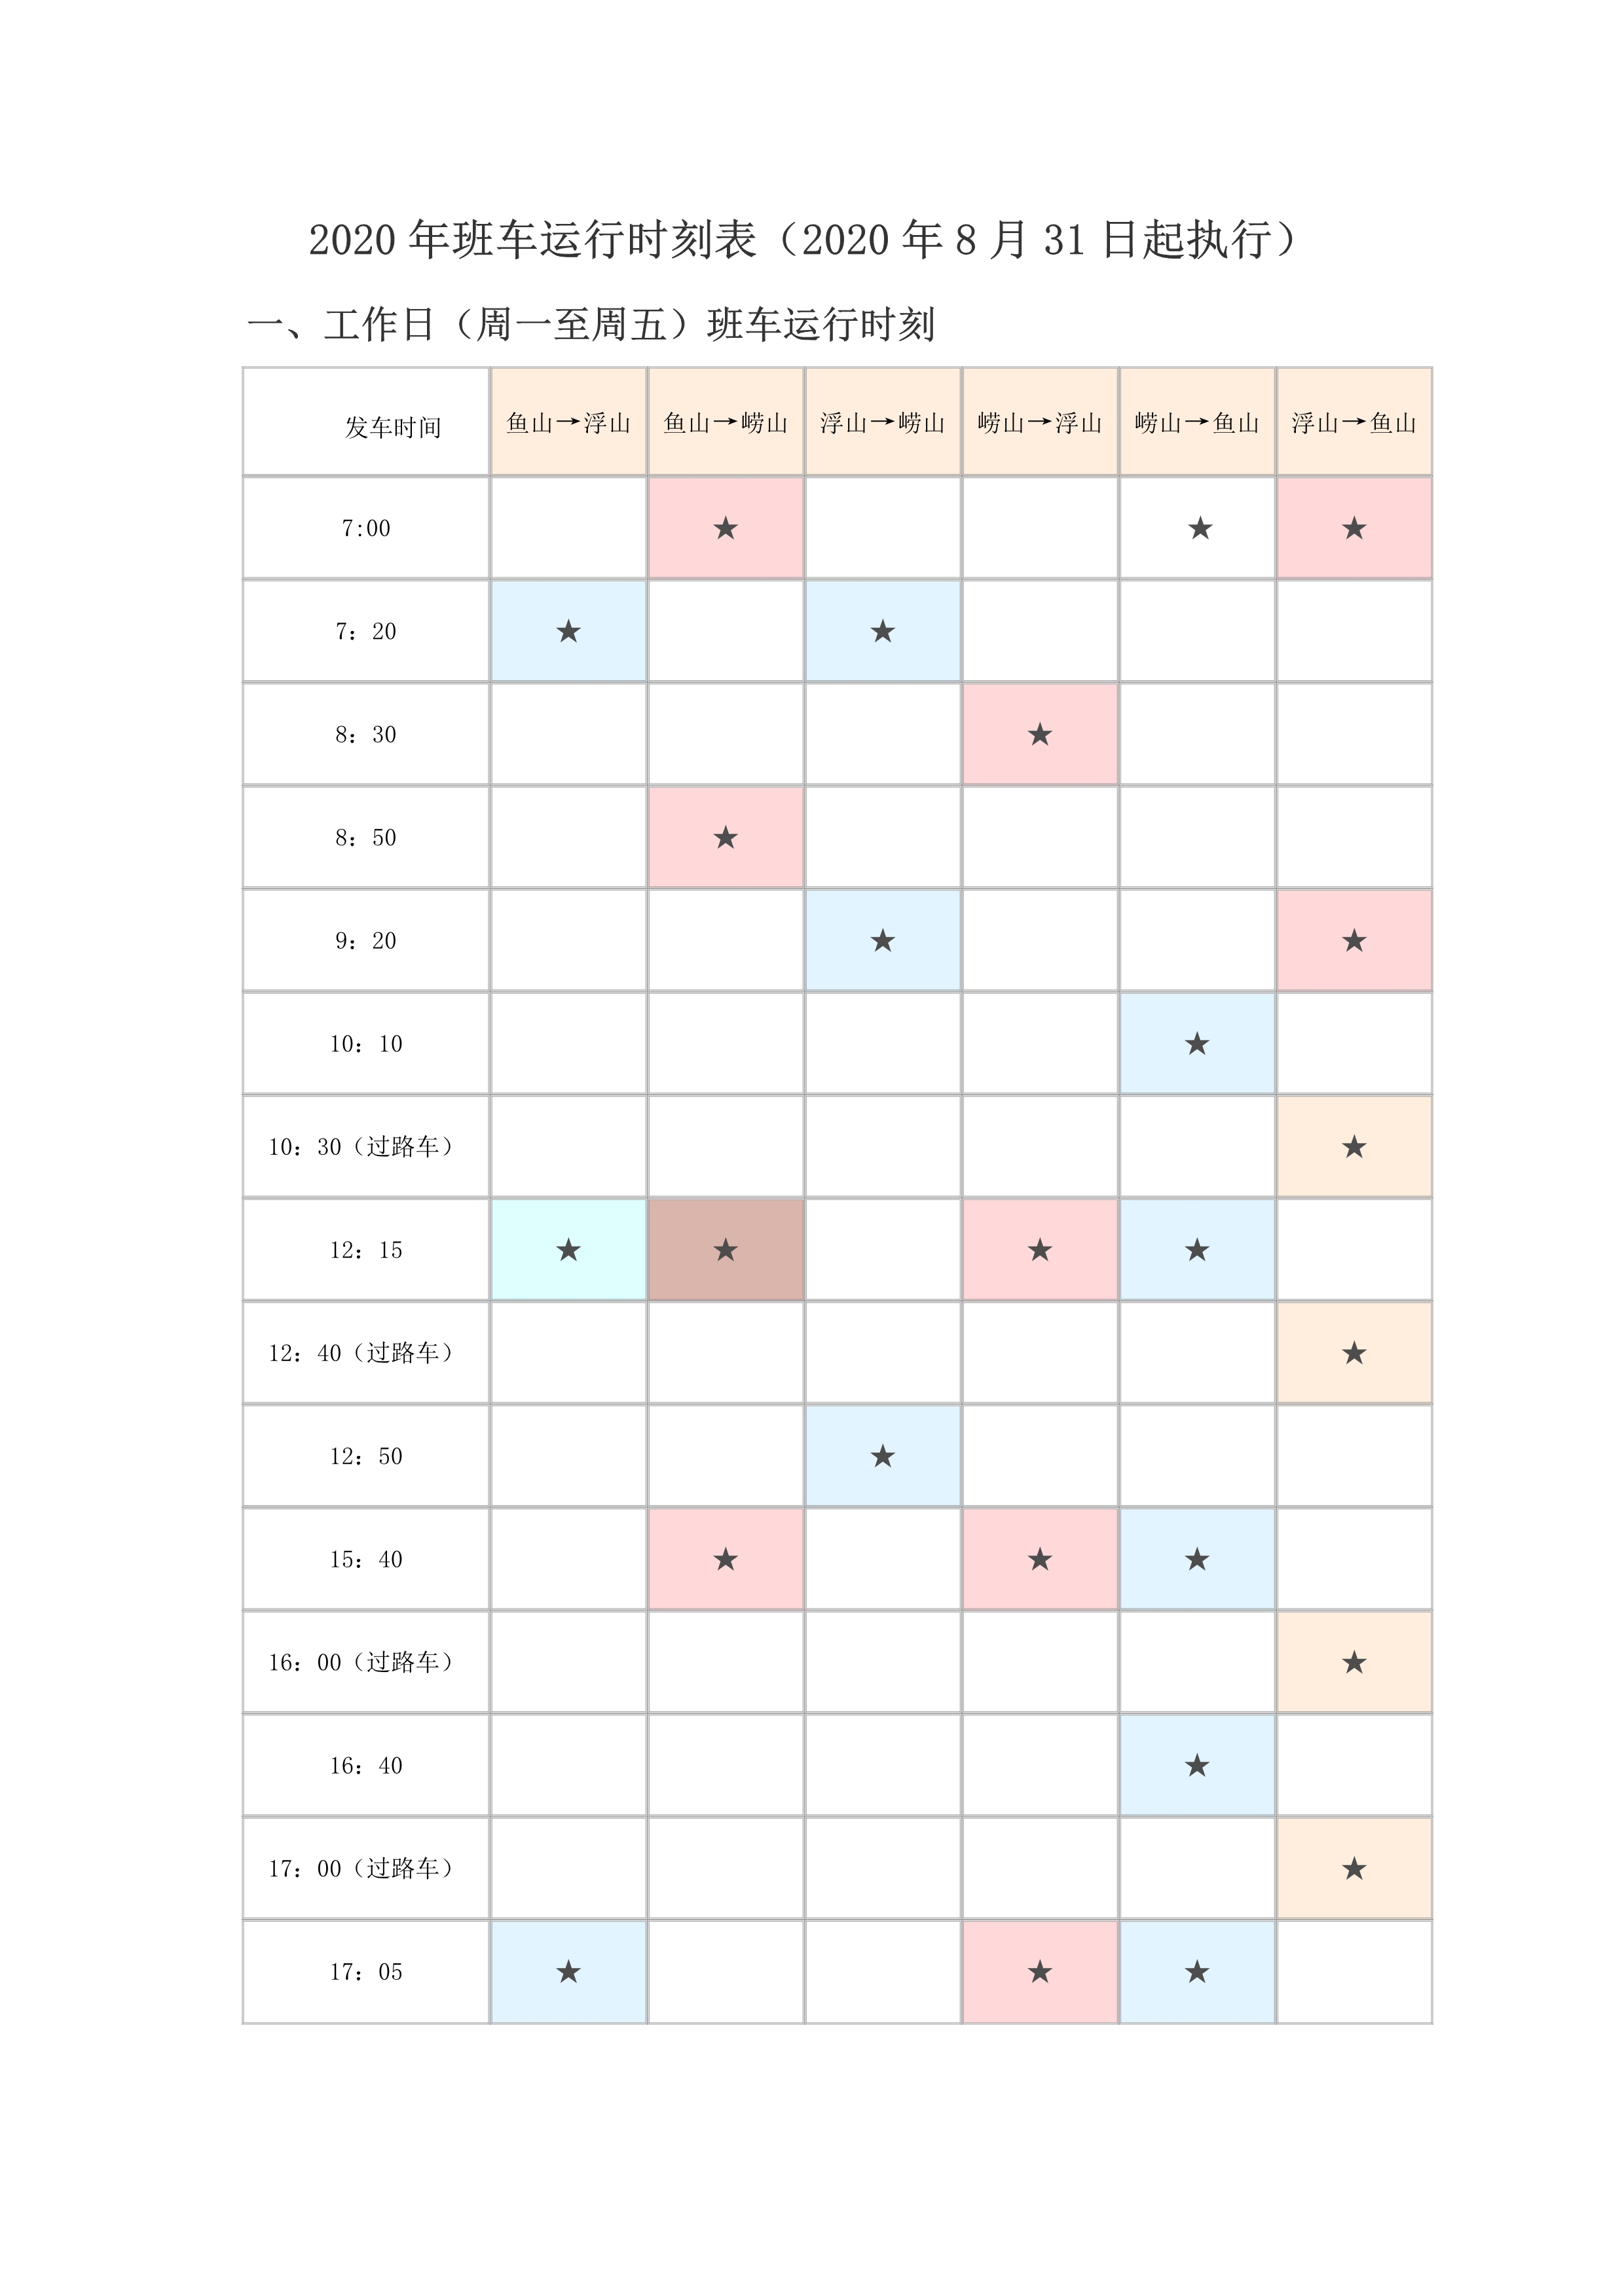 2020 年班车运行时刻表（2020 年 8 月 31 日起执行）
一、工作日（周一至周五）班车运行时刻
发车时间 鱼山→浮山 鱼山→崂山 浮山→崂山 崂山→浮山 崂山→鱼山 浮山→鱼山
7:00 ★ ★ ★
7：20 ★ ★
8：30 ★
8：50 ★
9：20 ★ ★
10：10 ★
10：30（过路车） ★
12：15 ★ ★ ★ ★
12：40（过路车） ★
12：50 ★
15：40 ★ ★ ★
16：00（过路车） ★
16：40 ★
17：00（过路车） ★
17：05 ★ ★ ★